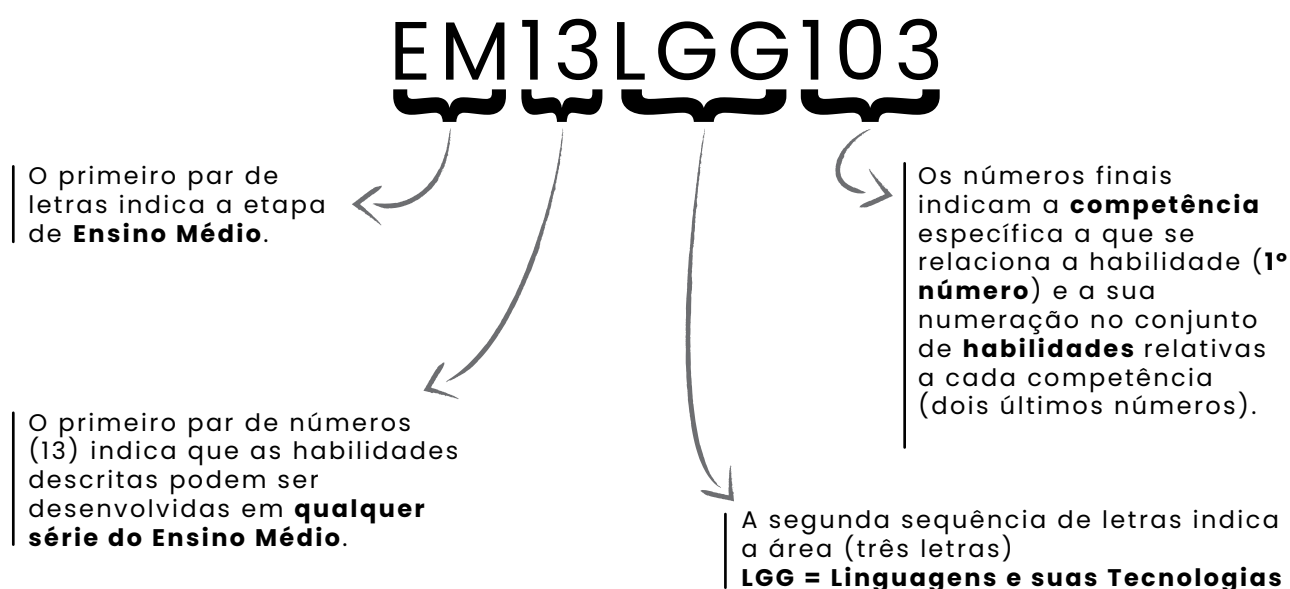 EM13LGG103
O primeiro par de
letras indica a etapa
de Ensino Médio.
O primeiro par de números
(13) indica que as habilidades
descritas podem ser
desenvolvidas em qualquer
série do Ensino Médio.
A segunda sequência de letras indica
a área (três letras)
LGG = Linguagens e suas Tecnologias
Os números finais
indicam a competência
específica a que se
relaciona a habilidade (1º
número) e a sua
numeração no conjunto
de habilidades relativas
a cada competência
(dois últimos números).